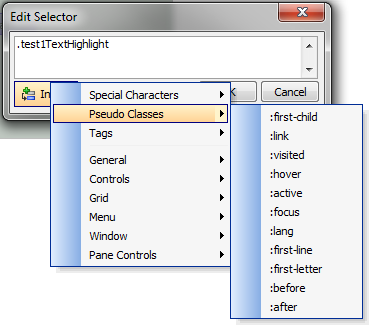 Edit Selector
.test1TextHighlight
In
K
Cancel
Special Characters
Pseudo Classes
Tags
General
Controls
Grid
Menu
Window
Pane Controls
:first-child
:link
:visited
:hover
:active
:focus
:lang
:first-line
:first-letter
:before
:after